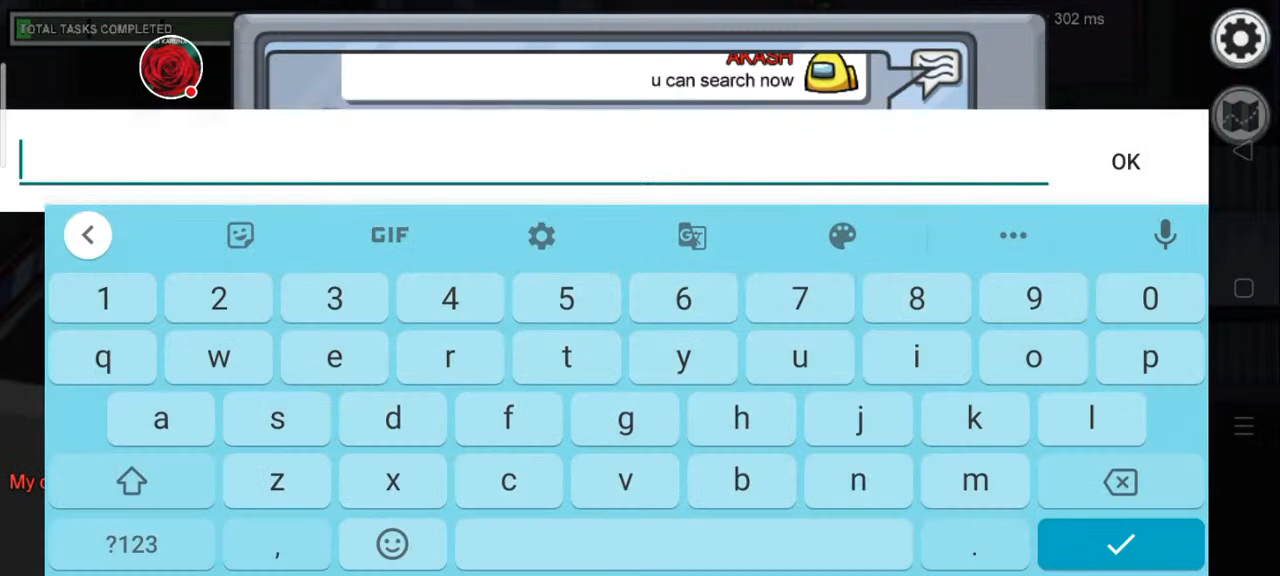 TOTAL TASKS COMPLETED
302 ms
AKASH
u can search now
OK
GIF
1 2 3 4 5 6 7 8 9 0
q w e r t y u i o p
a s d f g h j k l
My
z x c v b n m
?123 , .